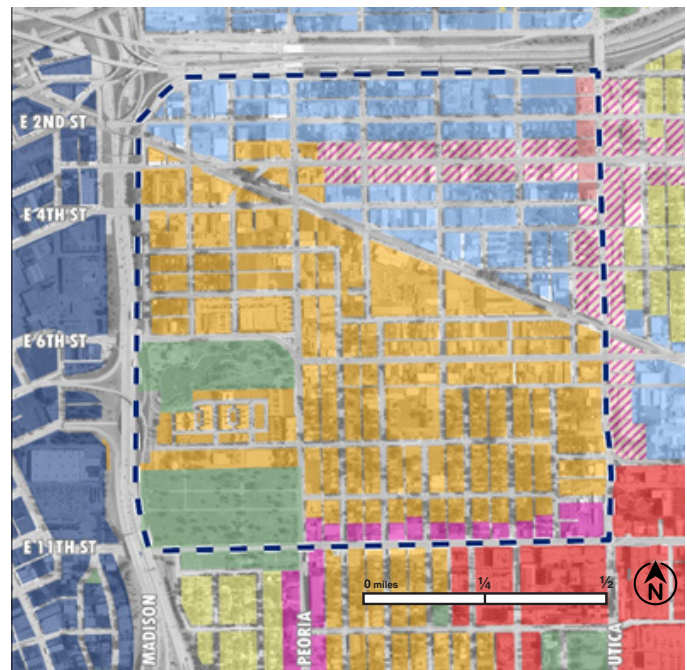 E 2ND ST
E 4TH ST
E 6TH ST
E 11TH ST
0 miles
¼
½
N
MADISON
PEORIA
UTICA